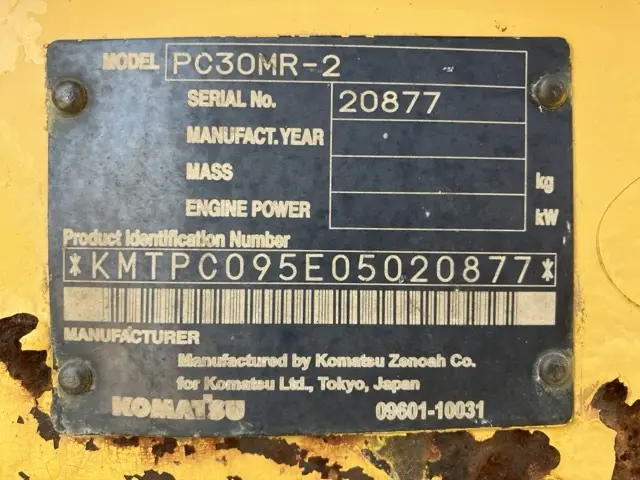 MODEL PC30MR-2
SERIAL No. 20877
MANUFACT.YEAR
MASS kg
ENGINE POWER kW
Product Identification Number
*KMTPC095E05020877*
MANUFACTURER
Manufactured by Komatsu Zenoah Co.
for Komatsu Ltd., Tokyo, Japan
KOMATSU 09601-10031